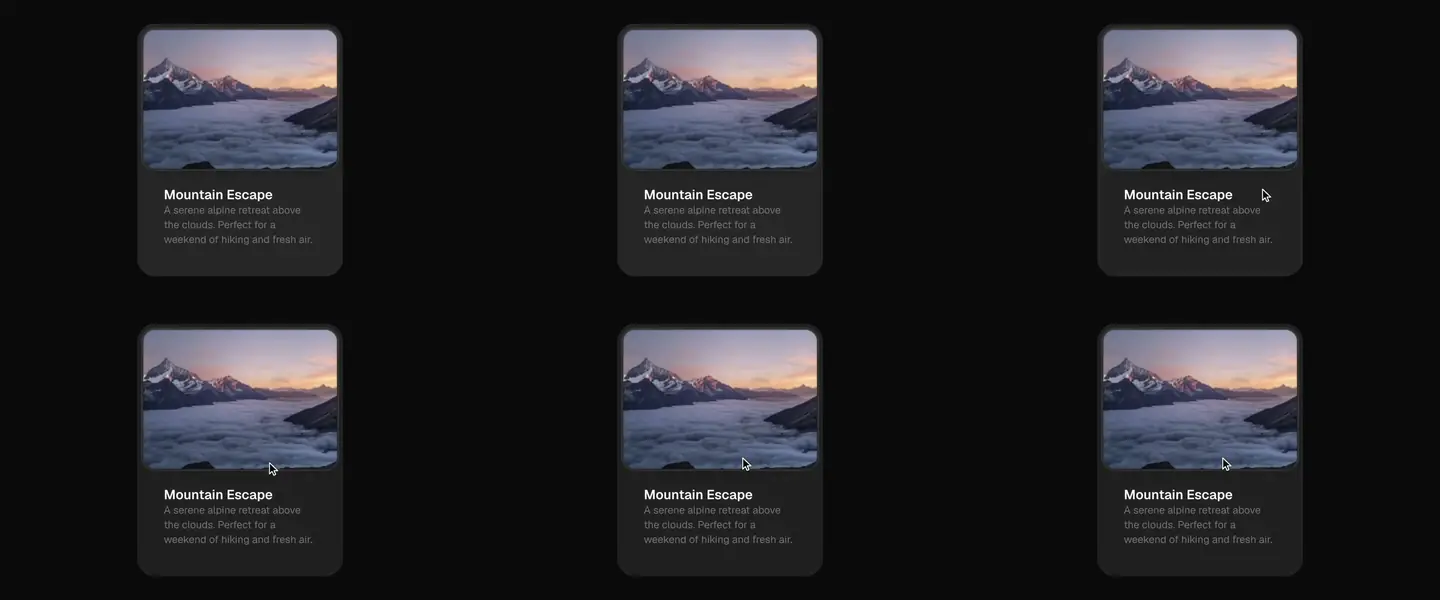 Mountain Escape
A serene alpine retreat above
the clouds. Perfect for a
weekend of hiking and fresh air.
Mountain Escape
A serene alpine retreat above
the clouds. Perfect for a
weekend of hiking and fresh air.
Mountain Escape
A serene alpine retreat above
the clouds. Perfect for a
weekend of hiking and fresh air.
Mountain Escape
A serene alpine retreat above
the clouds. Perfect for a
weekend of hiking and fresh air.
Mountain Escape
A serene alpine retreat above
the clouds. Perfect for a
weekend of hiking and fresh air.
Mountain Escape
A serene alpine retreat above
the clouds. Perfect for a
weekend of hiking and fresh air.